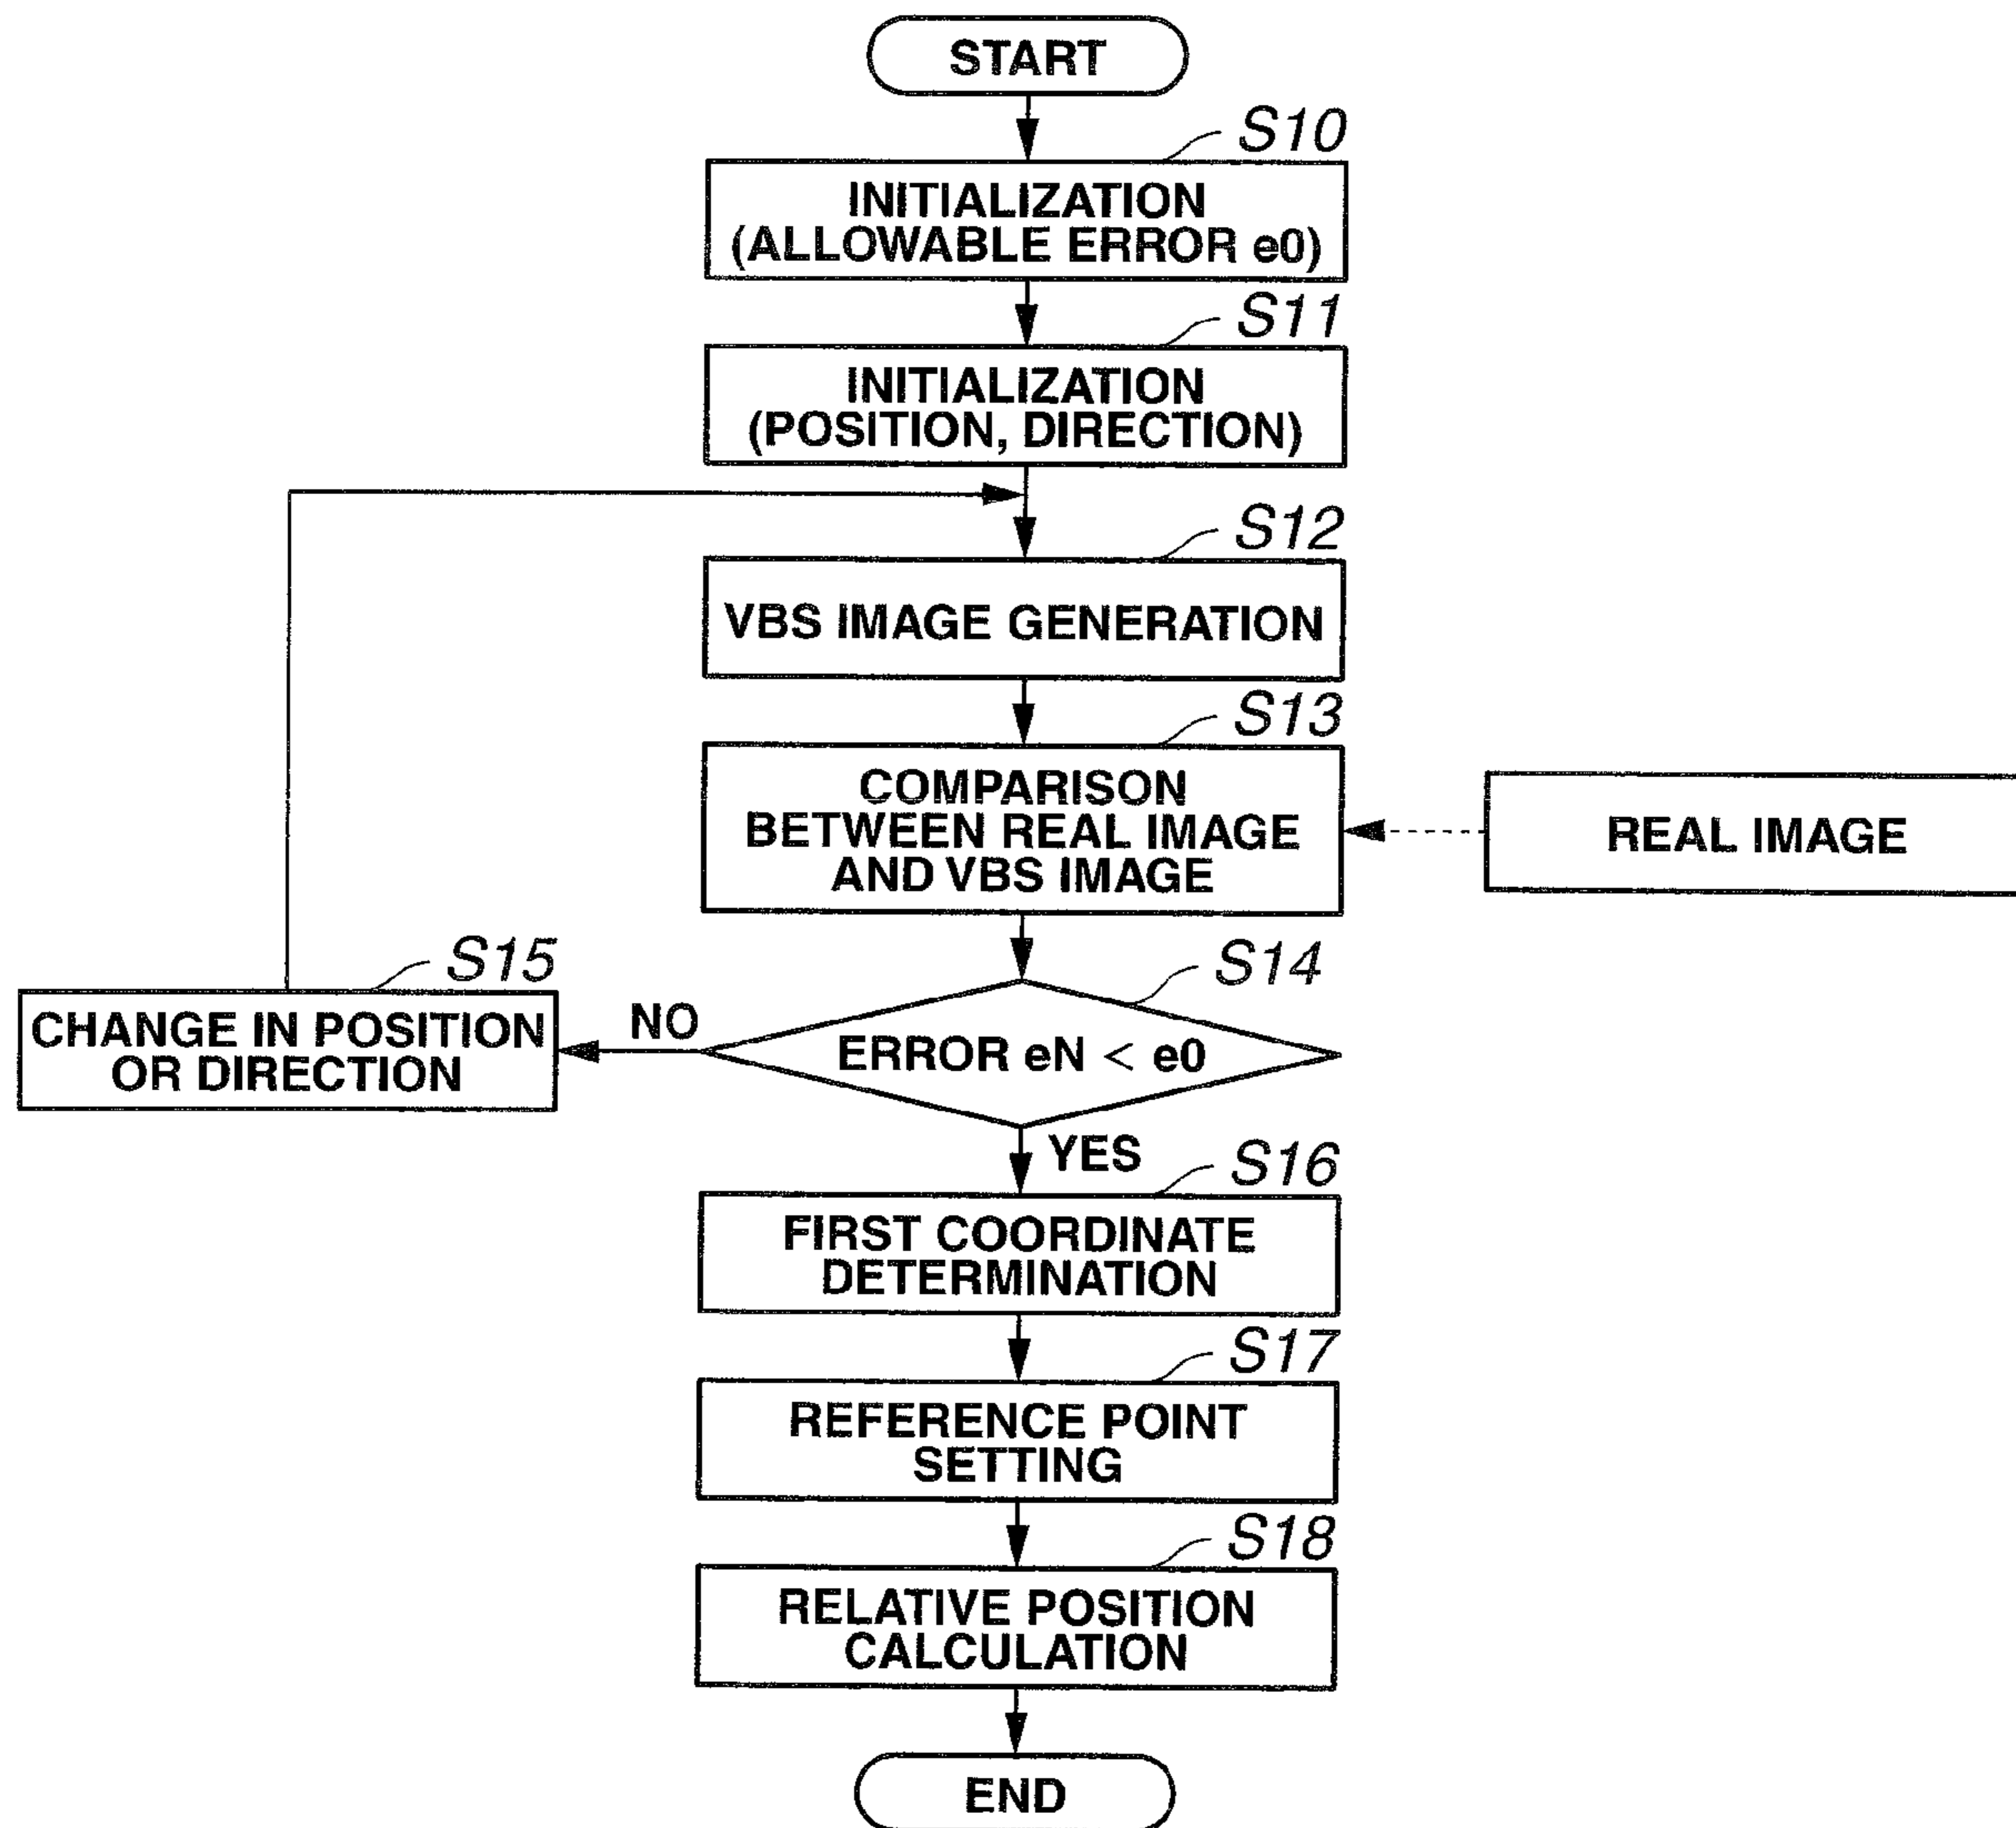 START
S10
INITIALIZATION
(ALLOWABLE ERROR e0)
S11
INITIALIZATION
(POSITION, DIRECTION)
S12
VBS IMAGE GENERATION
S13
COMPARISON
BETWEEN REAL IMAGE
AND VBS IMAGE
REAL IMAGE
S14
ERROR eN < e0
NO
S15
CHANGE IN POSITION
OR DIRECTION
YES
S16
FIRST COORDINATE
DETERMINATION
S17
REFERENCE POINT
SETTING
S18
RELATIVE POSITION
CALCULATION
END